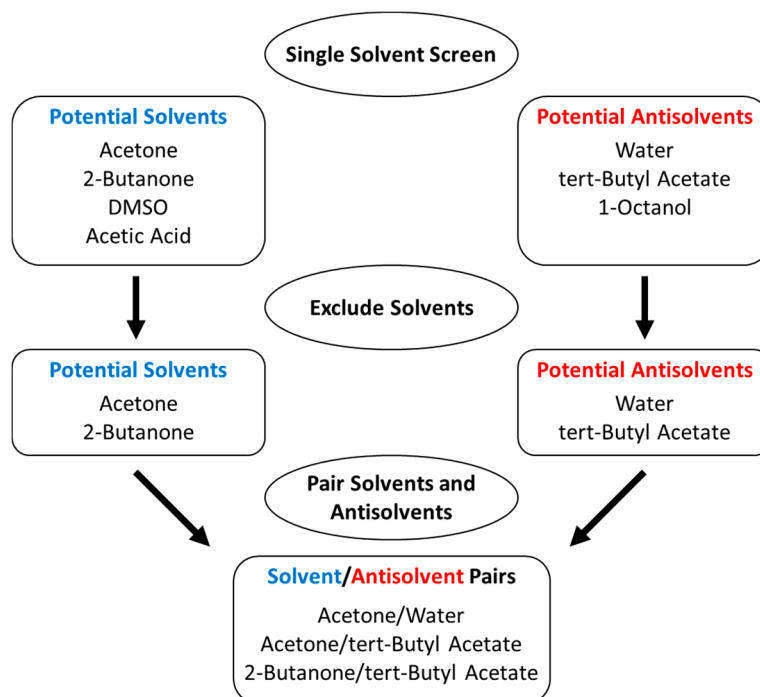 Single Solvent Screen
Potential Solvents
Acetone
2-Butanone
DMSO
Acetic Acid
Potential Antisolvents
Water
tert-Butyl Acetate
1-Octanol
Exclude Solvents
Potential Solvents
Acetone
2-Butanone
Potential Antisolvents
Water
tert-Butyl Acetate
Pair Solvents and
Antisolvents
Solvent/Antisolvent Pairs
Acetone/Water
Acetone/tert-Butyl Acetate
2-Butanone/tert-Butyl Acetate